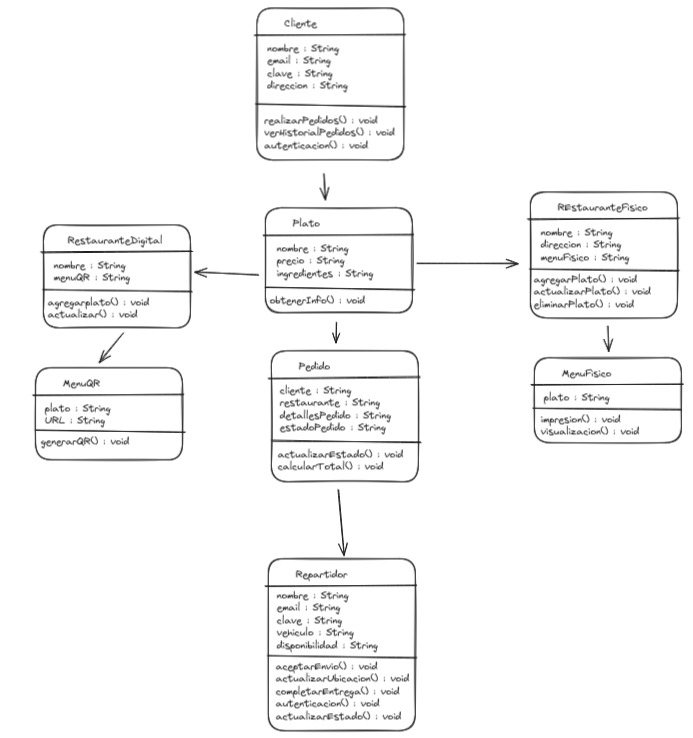 Cliente
nombre : String
email : String
clave : String
direccion : String
realizarPedidos() : void
verHistorialPedidos() : void
autenticacion() : void
RestauranteDigital
nombre : String
menuQR : String
agregarplato() : void
actualizar() : void
Plato
nombre : String
precio : String
ingredientes : String
obtenerInfo() : void
REstauranteFisico
nombre : String
direccion : String
menuFisico : String
agregarPlato() : void
actualizarPlato() : void
eliminarPlato() : void
MenuQR
plato : String
URL : String
generarQR() : void
Pedido
cliente : String
restaurante : String
detallesPedido : String
estadoPedido : String
actualizarEstado() : void
calcularTotal() : void
MenuFisico
plato : String
impresion() : void
visualizacion() : void
Repartidor
nombre : String
email : String
clave : String
vehiculo : String
disponibilidad : String
aceptarEnvio() : void
actualizarUbicacion() : void
completarEntrega() : void
autenticacion() : void
actualizarEstado() : void